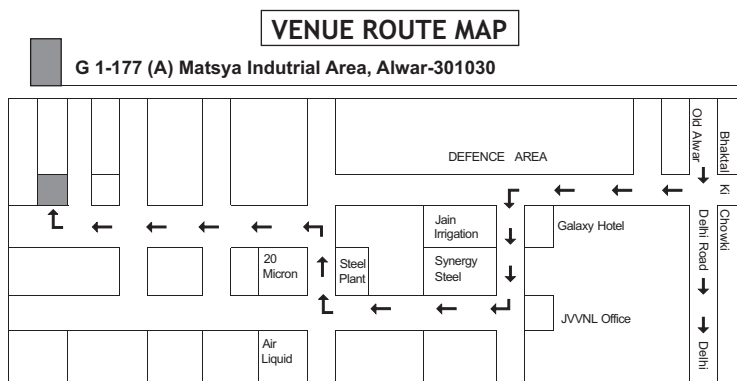 VENUE ROUTE MAP
G 1-177 (A) Matsya Indutrial Area, Alwar-301030
DEFENCE AREA
Old Alwar
Delhi Road
Delhi
Bhaktal
Ki
Chowki
Jain
Irrigation
Galaxy Hotel
20
Micron
Steel
Plant
Synergy
Steel
JVVNL Office
Air
Liquid